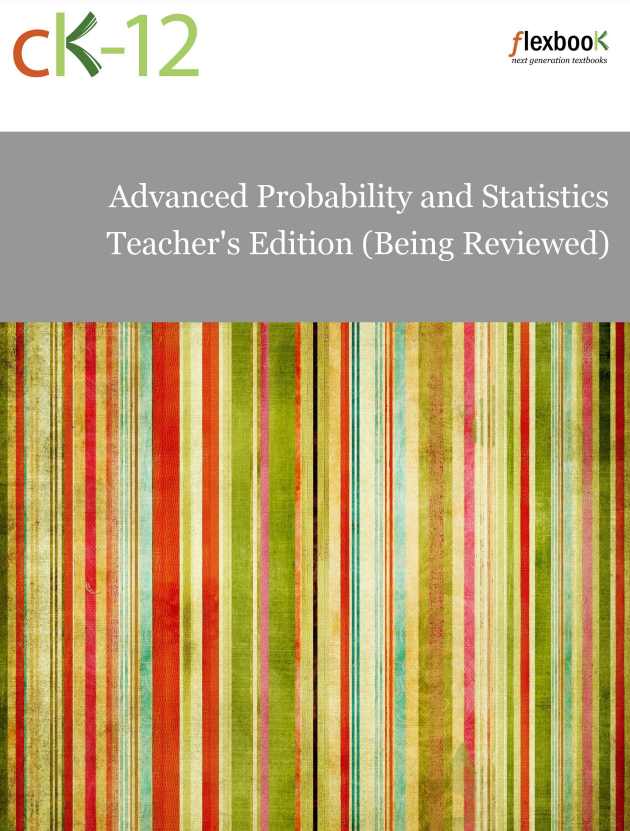 cK-12
flexbook
next generation textbooks
Advanced Probability and Statistics
Teacher's Edition (Being Reviewed)